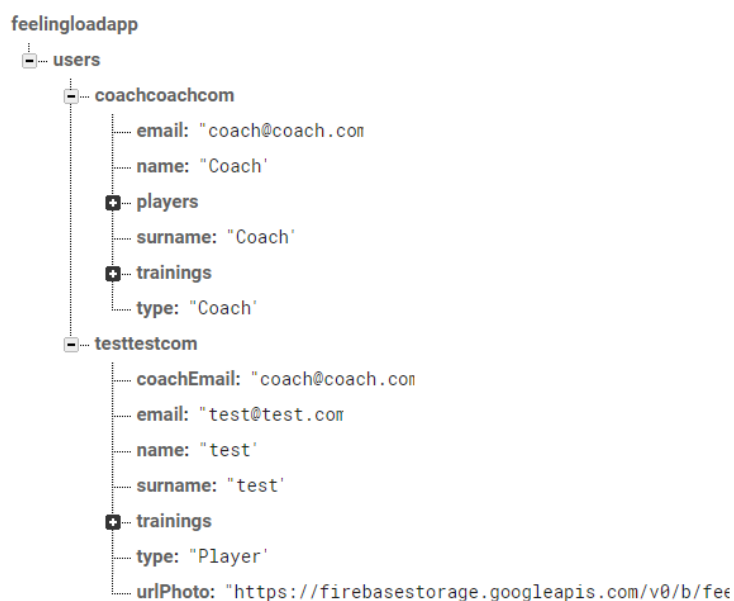 feelingloadapp
users
coachcoachcom
email: "coach@coach.com
name: "Coach'
players
surname: "Coach'
trainings
type: "Coach'
testtestcom
coachEmail: "coach@coach.com
email: "test@test.com
name: "test'
surname: "test'
trainings
type: "Player'
urlPhoto: "https://firebasestorage.googleapis.com/v0/b/fee